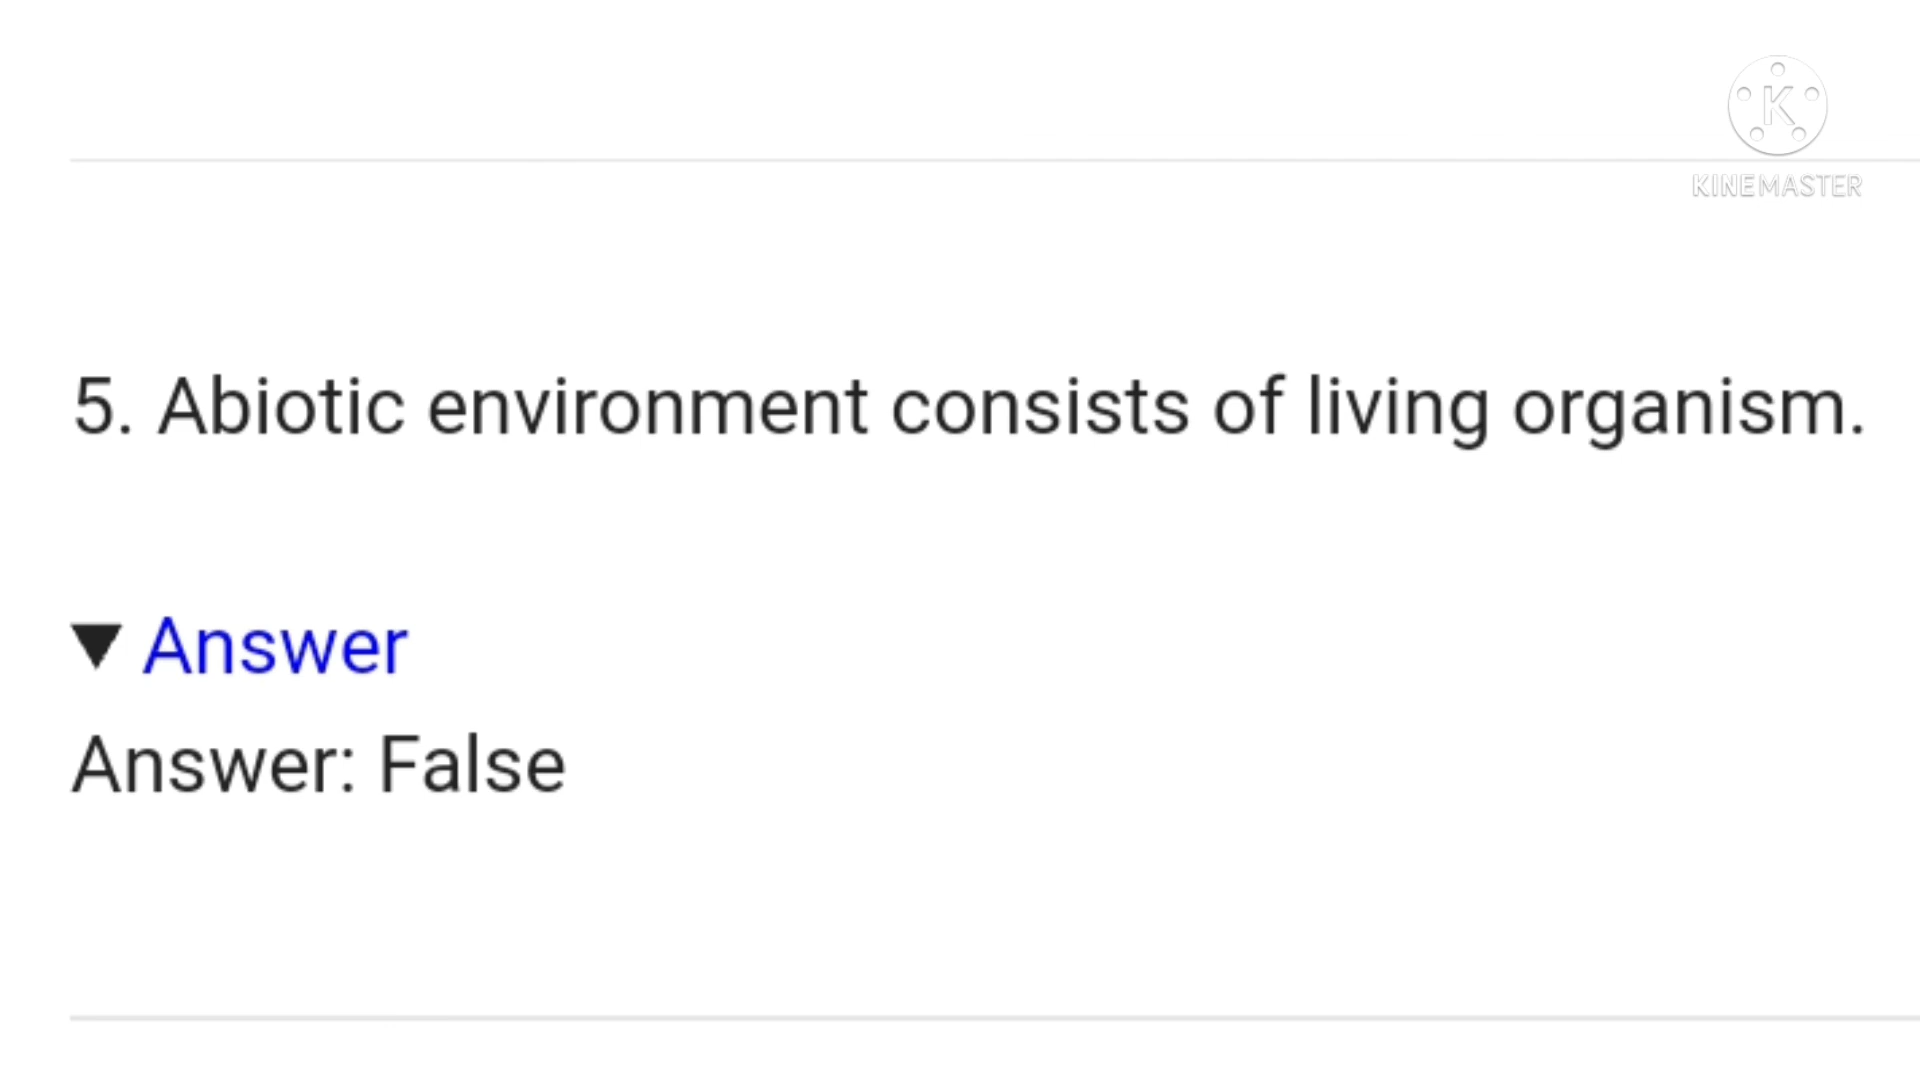 K
KINEMASTER
5. Abiotic environment consists of living organism.
▼ Answer
Answer: False